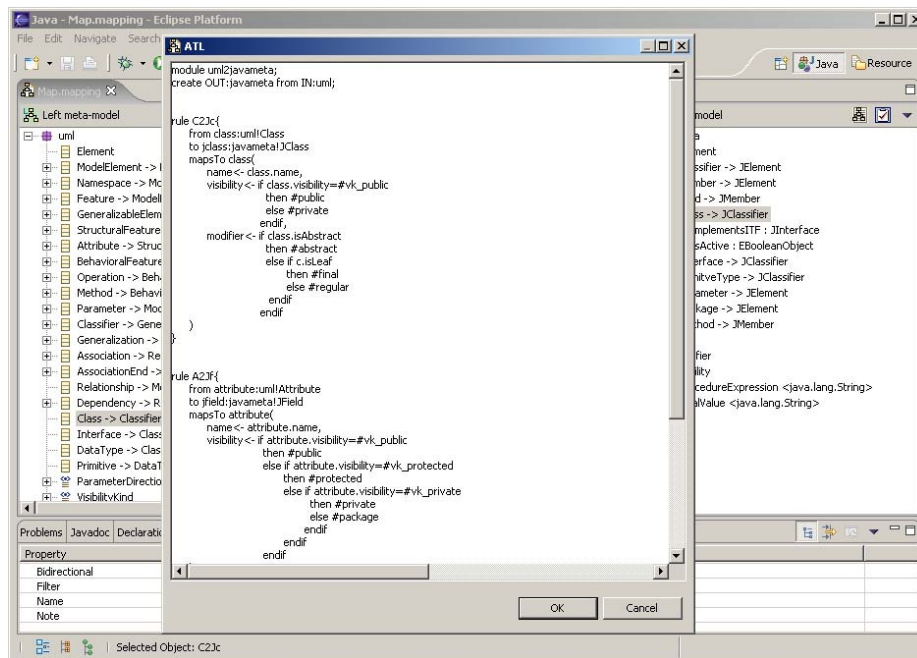 Java - Map.mapping - Eclipse Platform
File Edit Navigate Search
Java Resource
Map.mapping
Left meta-model
uml
Element
ModelElement ->
Namespace -> Mc
Feature -> Modell
GeneralizableElem
StructuralFeature
Attribute -> Struc
BehavioralFeature
Operation -> Beh
Method -> Behavi
Parameter -> Moc
Classifier -> Gene
Generalization ->
Association -> Re
AssociationEnd ->
Relationship -> M
Dependency -> R
Class -> Classifier
Interface -> Class
DataType -> Clas
Primitive -> DataT
ParameterDirectio
VisibilityKind
ATL
module uml2javameta;
create OUT:javameta from IN:uml;
rule C2Jc{
from class:uml!Class
to jclass:javameta!JClass
mapsTo class(
name<- class.name,
visibility<- if class.visibility=#vk_public
then #public
else #private
endif,
modifier<- if class.isAbstract
then #abstract
else if c.isLeaf
then #final
else #regular
endif
endif
)
}
rule A2Jf{
from attribute:uml!Attribute
to jfield:javameta!JField
mapsTo attribute(
name<- attribute.name,
visibility<- if attribute.visibility=#vk_public
then #public
else if attribute.visibility=#vk_protected
then #protected
else if attribute.visibility=#vk_private
then #private
else #package
endif
endif
endif
OK Cancel
model
ment
ssifier -> JElement
mber -> JElement
d -> JMember
ss -> JClassifier
mplementsITF : JInterface
sActive : EBooleanObject
erface -> JClassifier
mitveType -> JClassifier
ameter -> JElement
kage -> JElement
thod -> JMember
fier
ility
cedureExpression <java.lang.String>
alValue <java.lang.String>
Problems Javadoc Declaratic
Property
Bidirectional
Filter
Name
Note
Selected Object: C2Jc